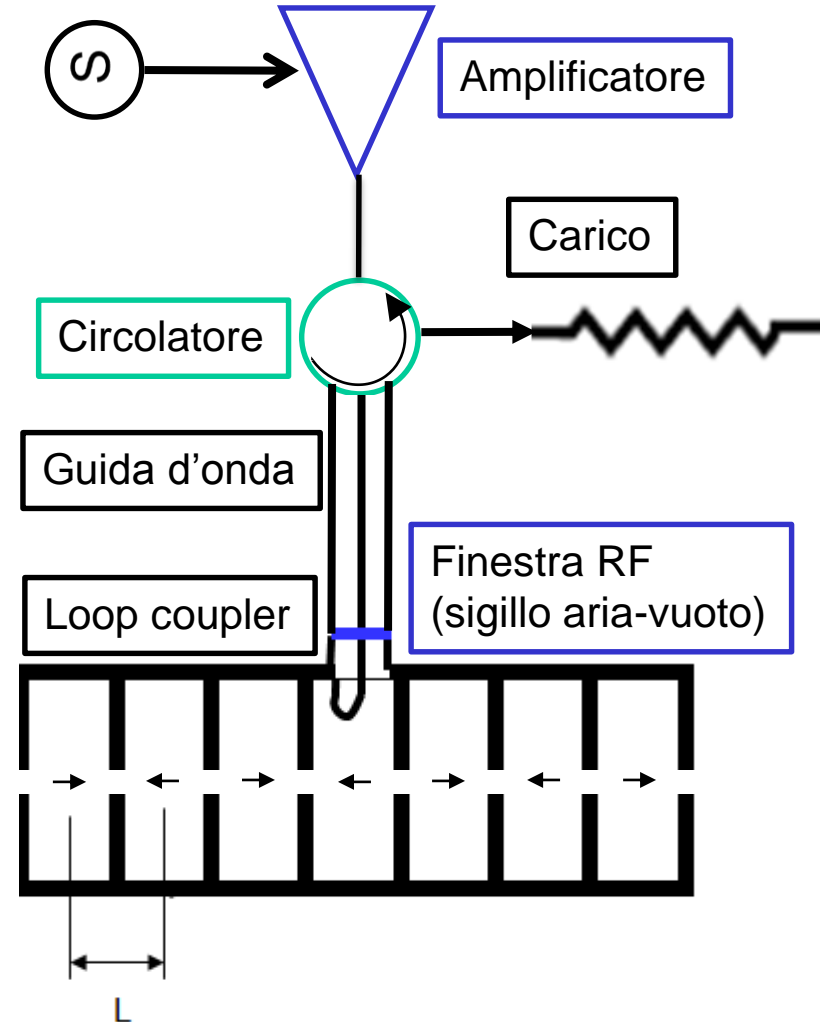 S
Amplificatore
Carico
Circolatore
Guida d’onda
Finestra RF
(sigillo aria-vuoto)
Loop coupler
L